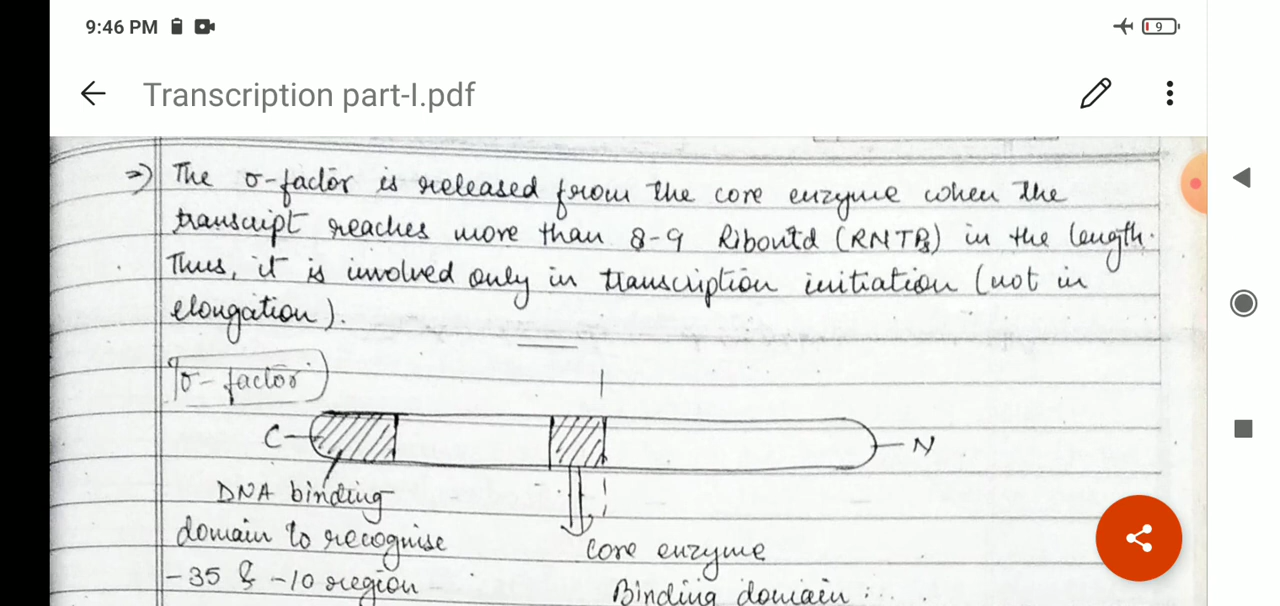 9:46 PM
9
Transcription part-I.pdf
=> The σ-factor is released from the core enzyme when the
transcript reaches more than 8-9 Ribontd (RNTPs) in the length.
Thus, it is involved only in transcription initiation (not in
elongation).
σ-factor
C
N
DNA binding
domain to recognise
-35 & -10 region
Core enzyme
Binding domain